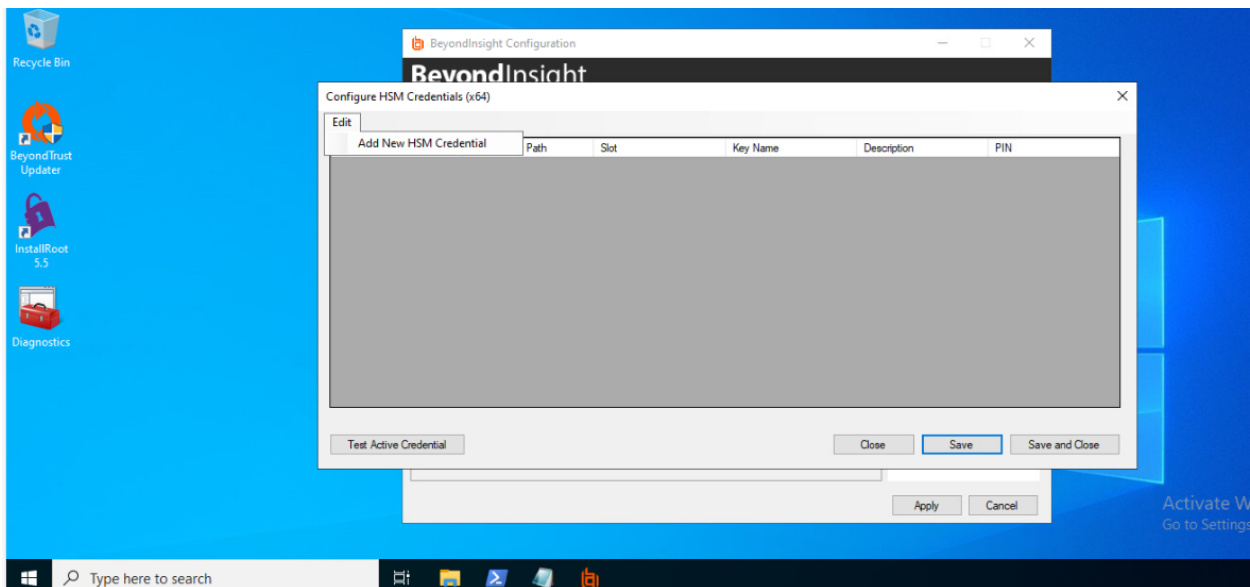 Recycle Bin
BeyondTrust
Updater
InstallRoot
5.5
Diagnostics
BeyondInsight Configuration
BeyondInsight
Configure HSM Credentials (x64)
Edit
Add New HSM Credential
Path
Slot
Key Name
Description
PIN
Test Active Credential
Close
Save
Save and Close
Apply
Cancel
Activate W
Go to Settings
Type here to search